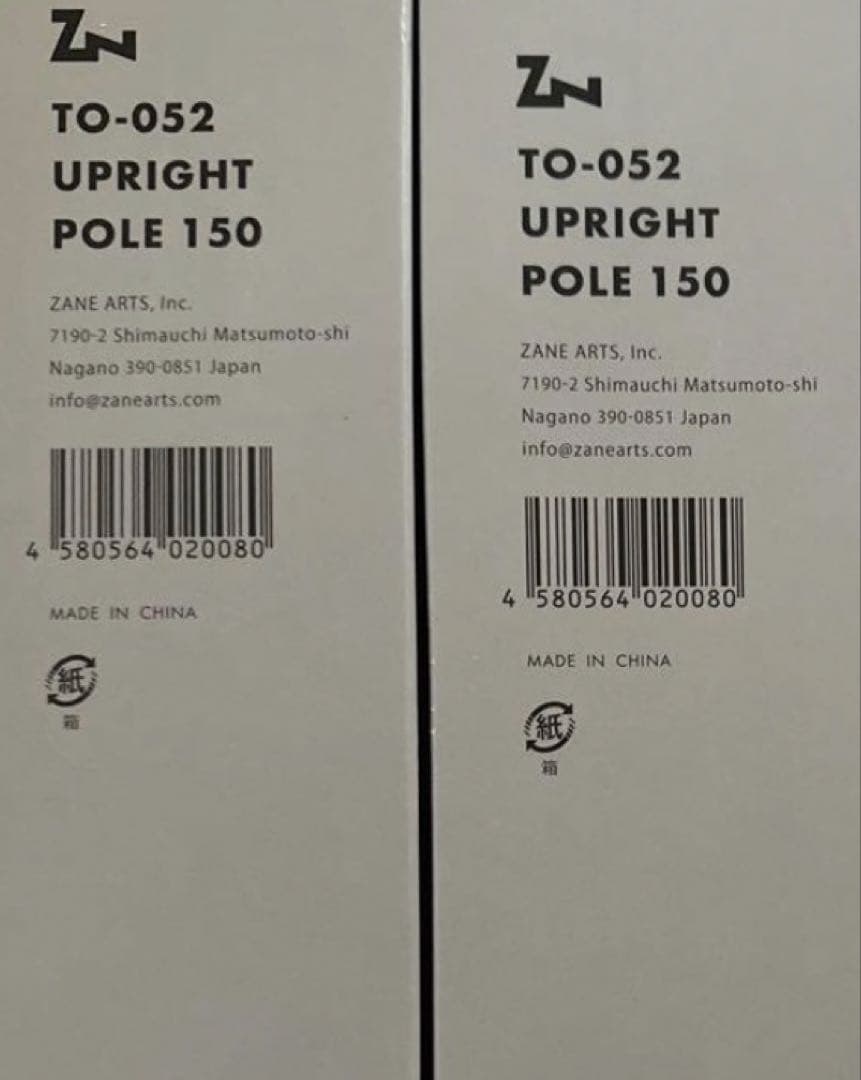 ZN
TO-052
UPRIGHT
POLE 150
ZANE ARTS, Inc.
7190-2 Shimauchi Matsumoto-shi
Nagano 390-0851 Japan
info@zanearts.com
4 580564 020080
MADE IN CHINA
紙
箱
ZN
TO-052
UPRIGHT
POLE 150
ZANE ARTS, Inc.
7190-2 Shimauchi Matsumoto-shi
Nagano 390-0851 Japan
info@zanearts.com
4 580564 020080
MADE IN CHINA
紙
箱